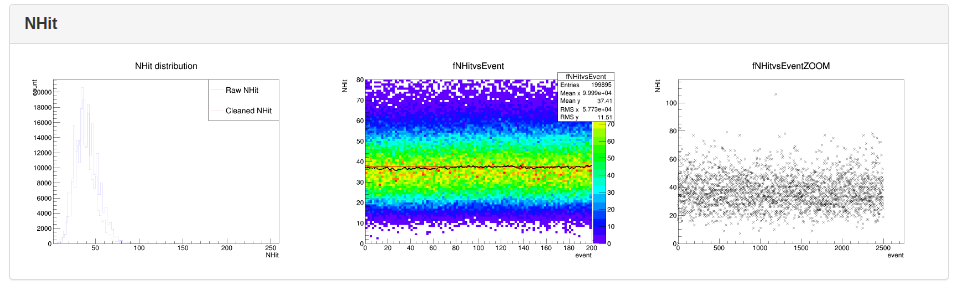 NHit
NHit distribution
count
20000
18000
16000
14000
12000
10000
8000
6000
4000
2000
0
50 100 150 200 250
NHit
Raw NHit
Cleaned NHit
fNHitvsEvent
NHit
80
70
60
50
40
30
20
10
0
0 20 40 60 80 100 120 140 160 180 200
event
fNHitvsEvent
Entries 199895
Mean x 9.999e+04
Mean y 37.41
RMS x 5.773e+04
RMS y 11.51
70
60
50
40
30
20
10
0
fNHitvsEventZOOM
NHit
100
80
60
40
20
0
0 500 1000 1500 2000 2500
event